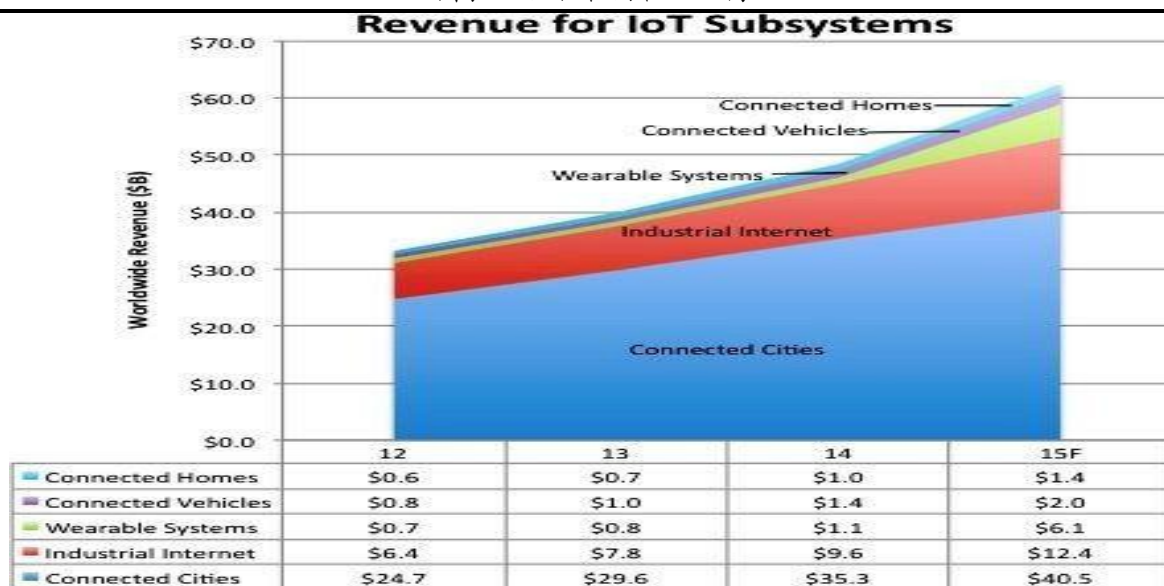 Revenue for IoT Subsystems
$70.0
$60.0
$50.0
$40.0
$30.0
$20.0
$10.0
$0.0
Worldwide Revenue ($B)
Connected Homes
Connected Vehicles
Wearable Systems
Industrial Internet
Connected Cities
12 13 14 15F
Connected Homes $0.6 $0.7 $1.0 $1.4
Connected Vehicles $0.8 $1.0 $1.4 $2.0
Wearable Systems $0.7 $0.8 $1.1 $6.1
Industrial Internet $6.4 $7.8 $9.6 $12.4
Connected Cities $24.7 $29.6 $35.3 $40.5